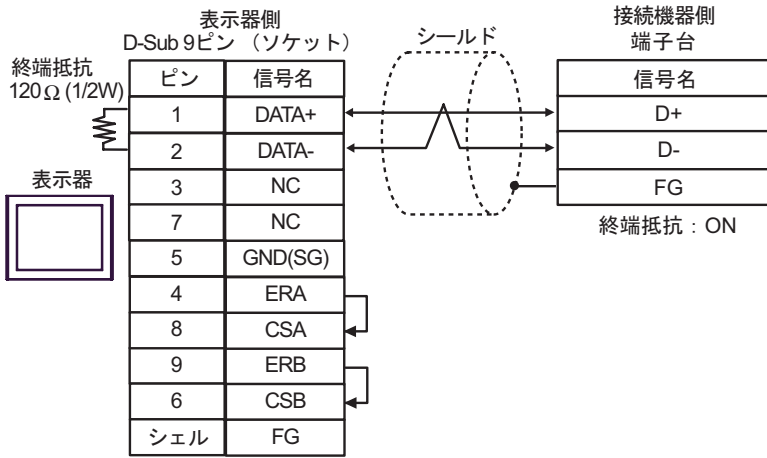 表示器側
D-Sub 9ピン （ソケット）
シールド
接続機器側
端子台
終端抵抗
120Ω (1/2W)
ピン 信号名
1 DATA+
2 DATA-
3 NC
7 NC
5 GND(SG)
4 ERA
8 CSA
9 ERB
6 CSB
シェル FG
表示器
信号名
D+
D-
FG
終端抵抗：ON